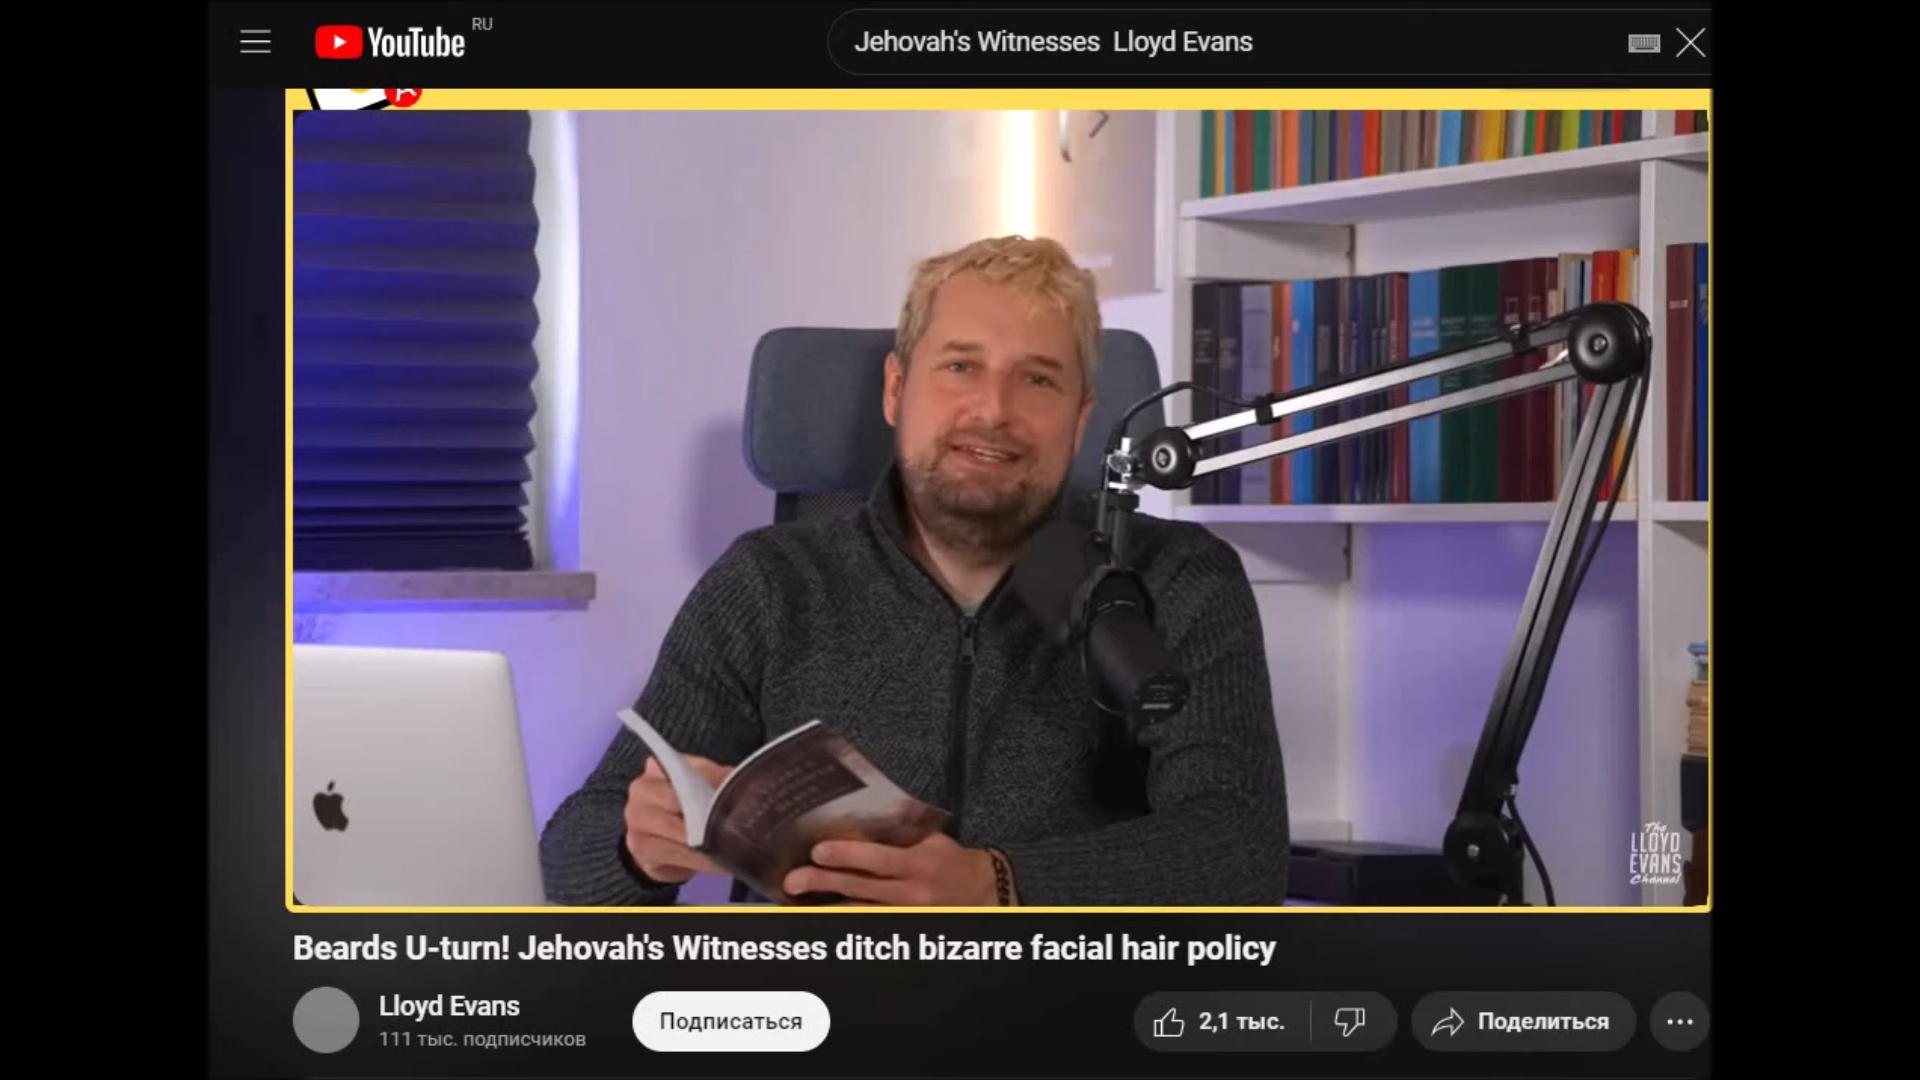 YouTube RU
Jehovah's Witnesses Lloyd Evans
The
LLOYD
EVANS
Channel
Beards U-turn! Jehovah's Witnesses ditch bizarre facial hair policy
Lloyd Evans
111 тыс. подписчиков
Подписаться
2,1 тыс.
Поделиться